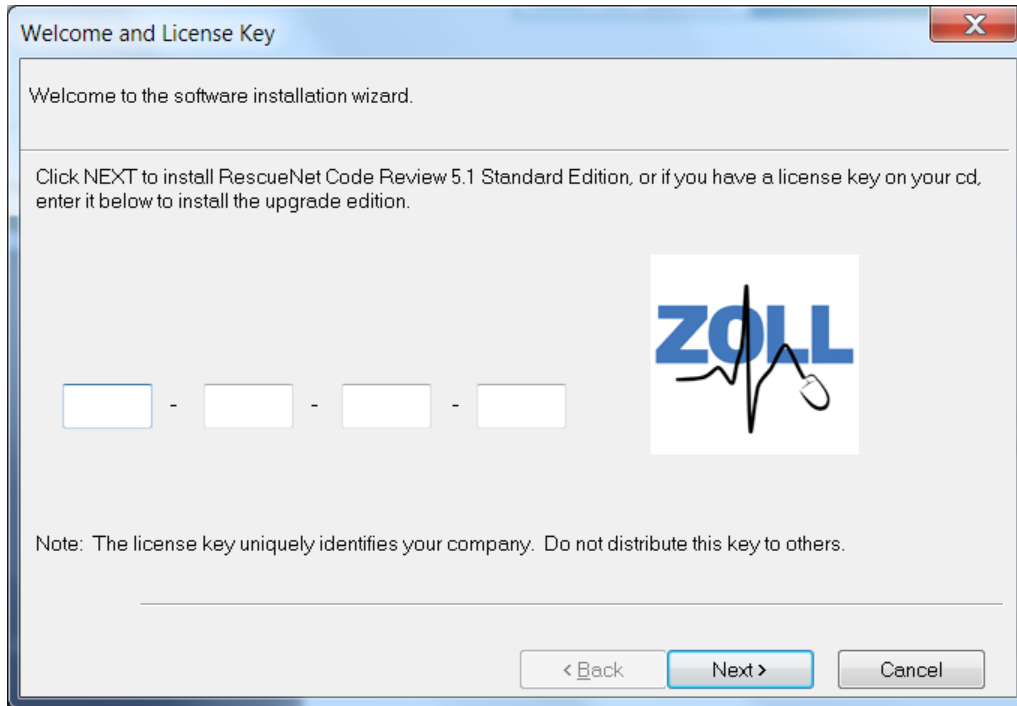 Welcome and License Key
Welcome to the software installation wizard.
Click NEXT to install RescueNet Code Review 5.1 Standard Edition, or if you have a license key on your cd,
enter it below to install the upgrade edition.
ZOLL
- - -
Note: The license key uniquely identifies your company. Do not distribute this key to others.
< Back Next > Cancel